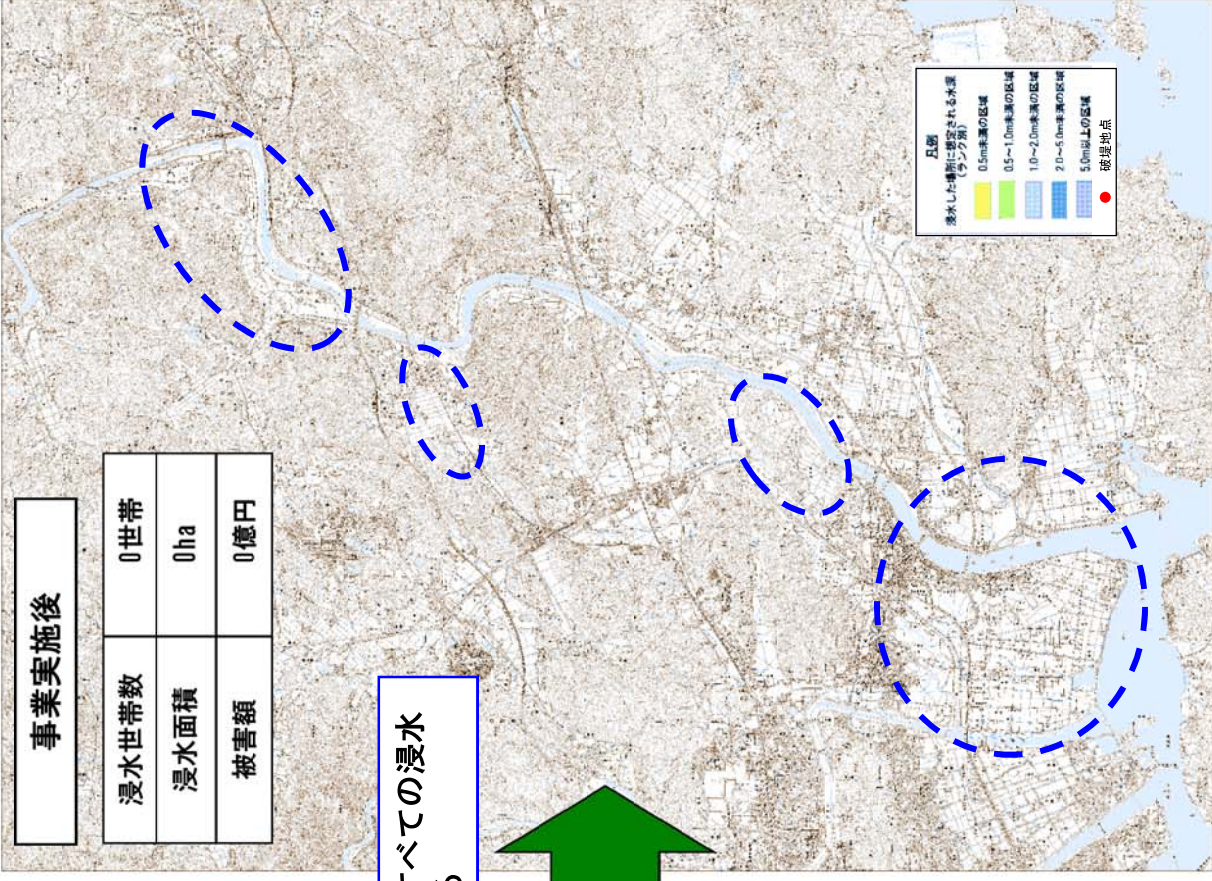 事業実施後
浸水世帯数 0世帯
浸水面積 0ha
被害額 0億円
べての浸水
凡例
浸水した場所に想定される水深
(ランク別)
0.5m未満の区域
0.5〜1.0m未満の区域
1.0〜2.0m未満の区域
2.0〜5.0m未満の区域
5.0m以上の区域
破堤地点